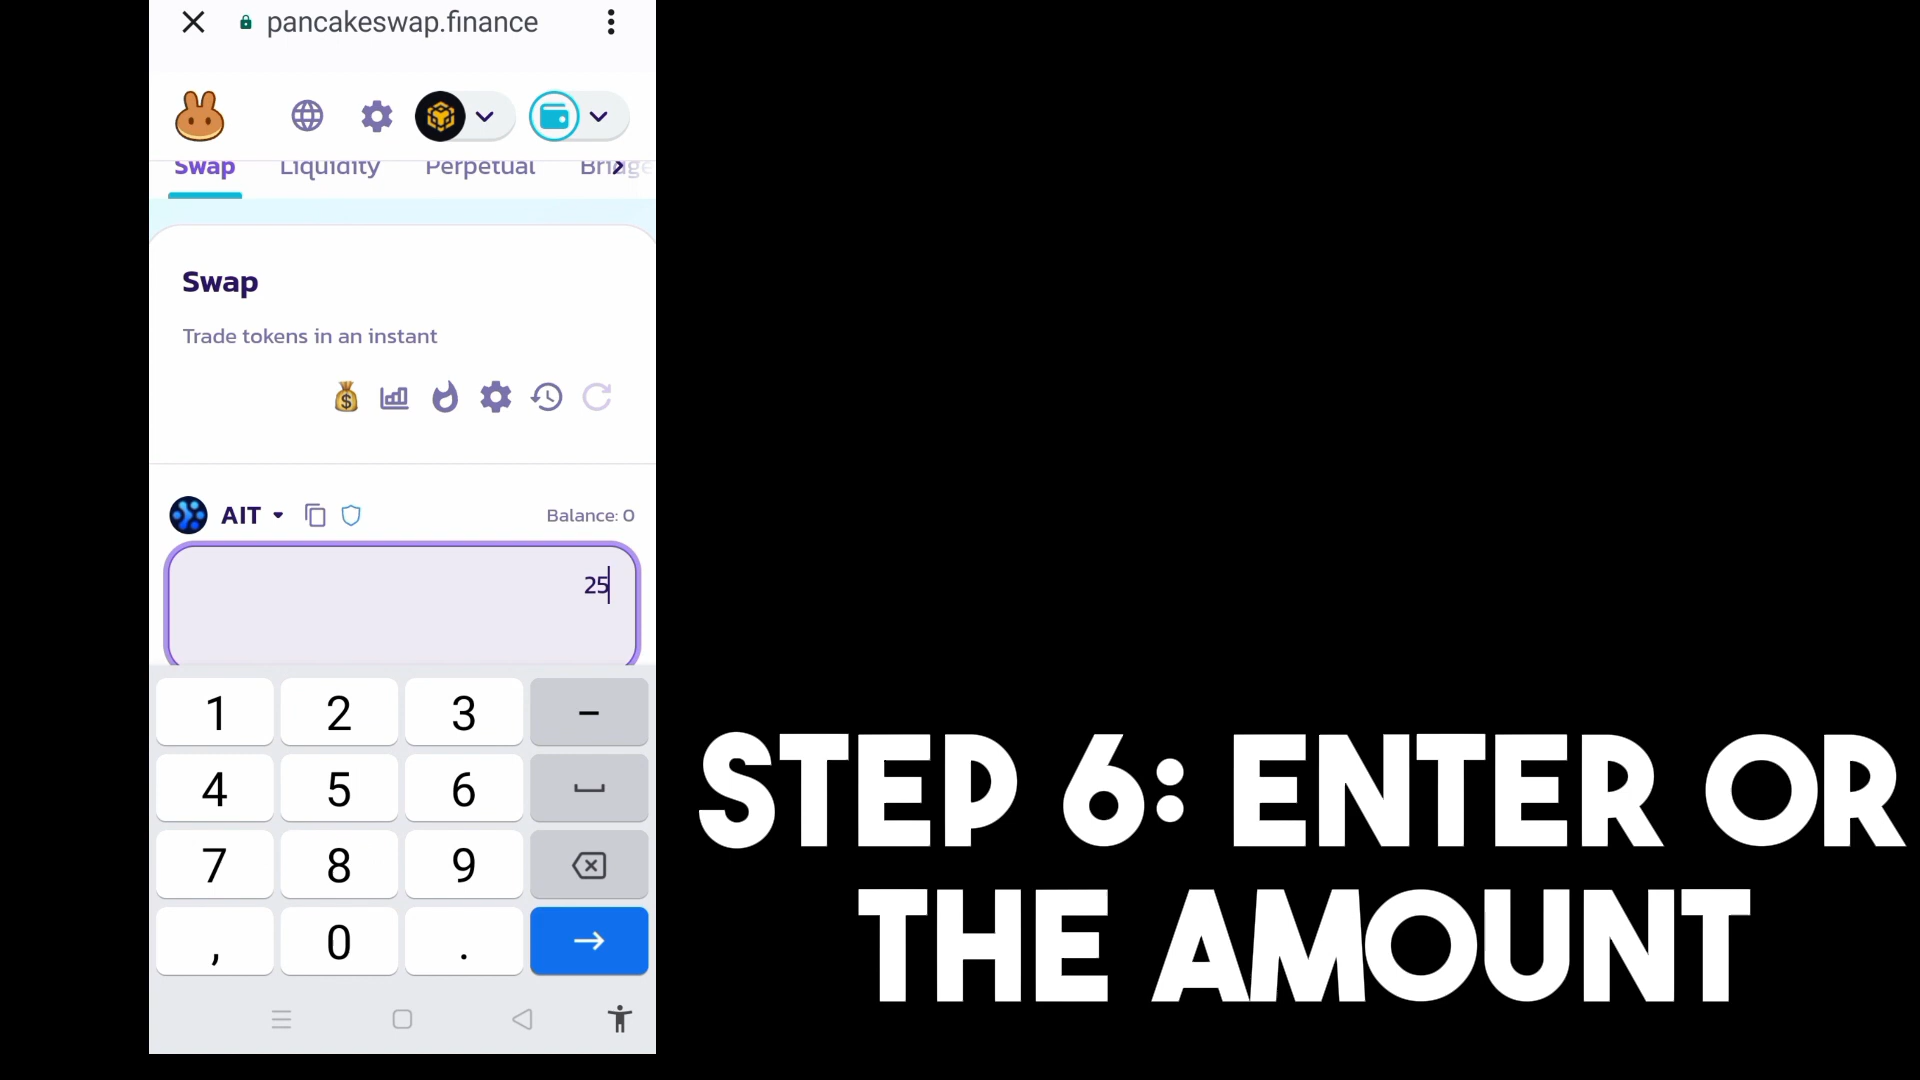 pancakeswap.finance
Swap Liquidity Perpetual Bridge
Swap
Trade tokens in an instant
AIT Balance: 0
25
1 2 3 –
4 5 6
7 8 9
, 0 .
STEP 6: ENTER OR
THE AMOUNT